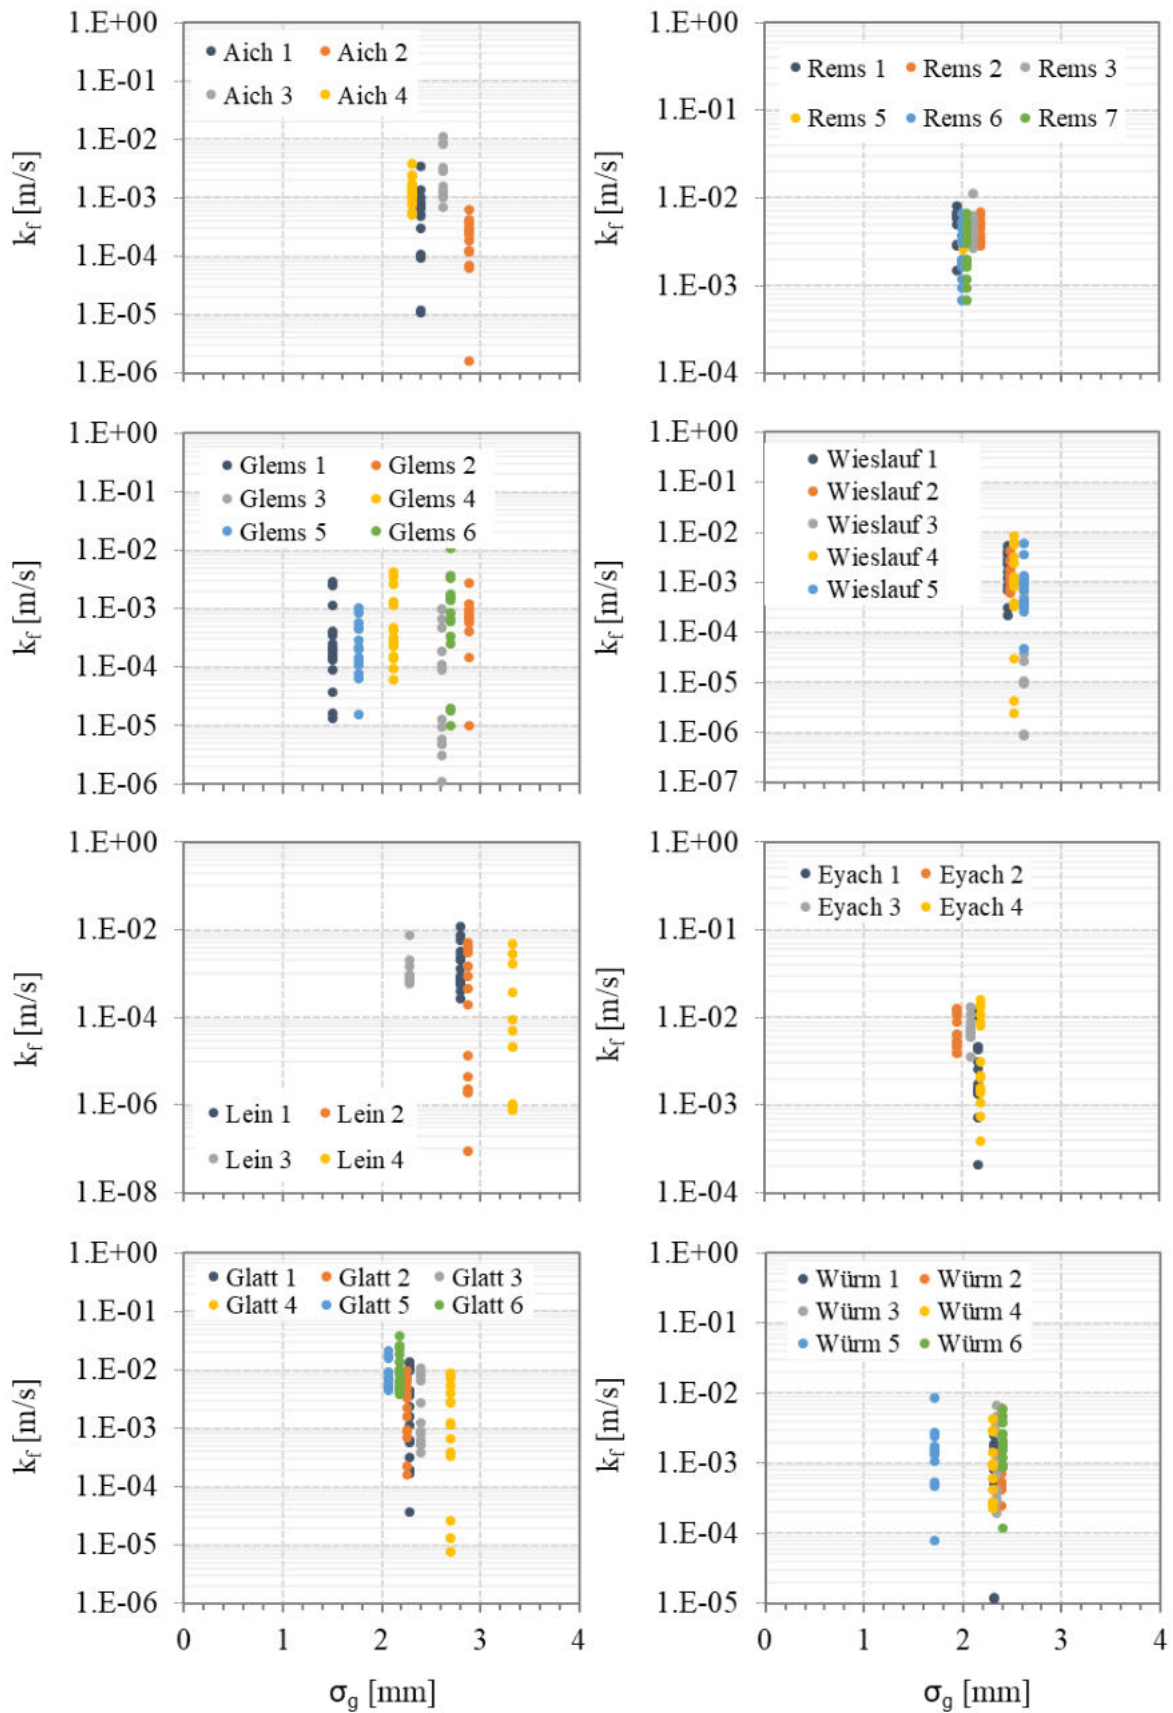 1.E+00
1.E-01
1.E-02
1.E-03
1.E-04
1.E-05
1.E-06
k_f [m/s]
Aich 1 Aich 2
Aich 3 Aich 4
1.E+00
1.E-01
1.E-02
1.E-03
1.E-04
k_f [m/s]
Rems 1 Rems 2 Rems 3
Rems 5 Rems 6 Rems 7
1.E+00
1.E-01
1.E-02
1.E-03
1.E-04
1.E-05
1.E-06
k_f [m/s]
Glems 1 Glems 2
Glems 3 Glems 4
Glems 5 Glems 6
1.E+00
1.E-01
1.E-02
1.E-03
1.E-04
1.E-05
1.E-06
1.E-07
k_f [m/s]
Wieslauf 1
Wieslauf 2
Wieslauf 3
Wieslauf 4
Wieslauf 5
1.E+00
1.E-02
1.E-04
1.E-06
1.E-08
k_f [m/s]
Lein 1 Lein 2
Lein 3 Lein 4
1.E+00
1.E-01
1.E-02
1.E-03
1.E-04
k_f [m/s]
Eyach 1 Eyach 2
Eyach 3 Eyach 4
1.E+00
1.E-01
1.E-02
1.E-03
1.E-04
1.E-05
1.E-06
k_f [m/s]
Glatt 1 Glatt 2 Glatt 3
Glatt 4 Glatt 5 Glatt 6
0 1 2 3 4
σ_g [mm]
1.E+00
1.E-01
1.E-02
1.E-03
1.E-04
1.E-05
k_f [m/s]
Würm 1 Würm 2
Würm 3 Würm 4
Würm 5 Würm 6
0 1 2 3 4
σ_g [mm]